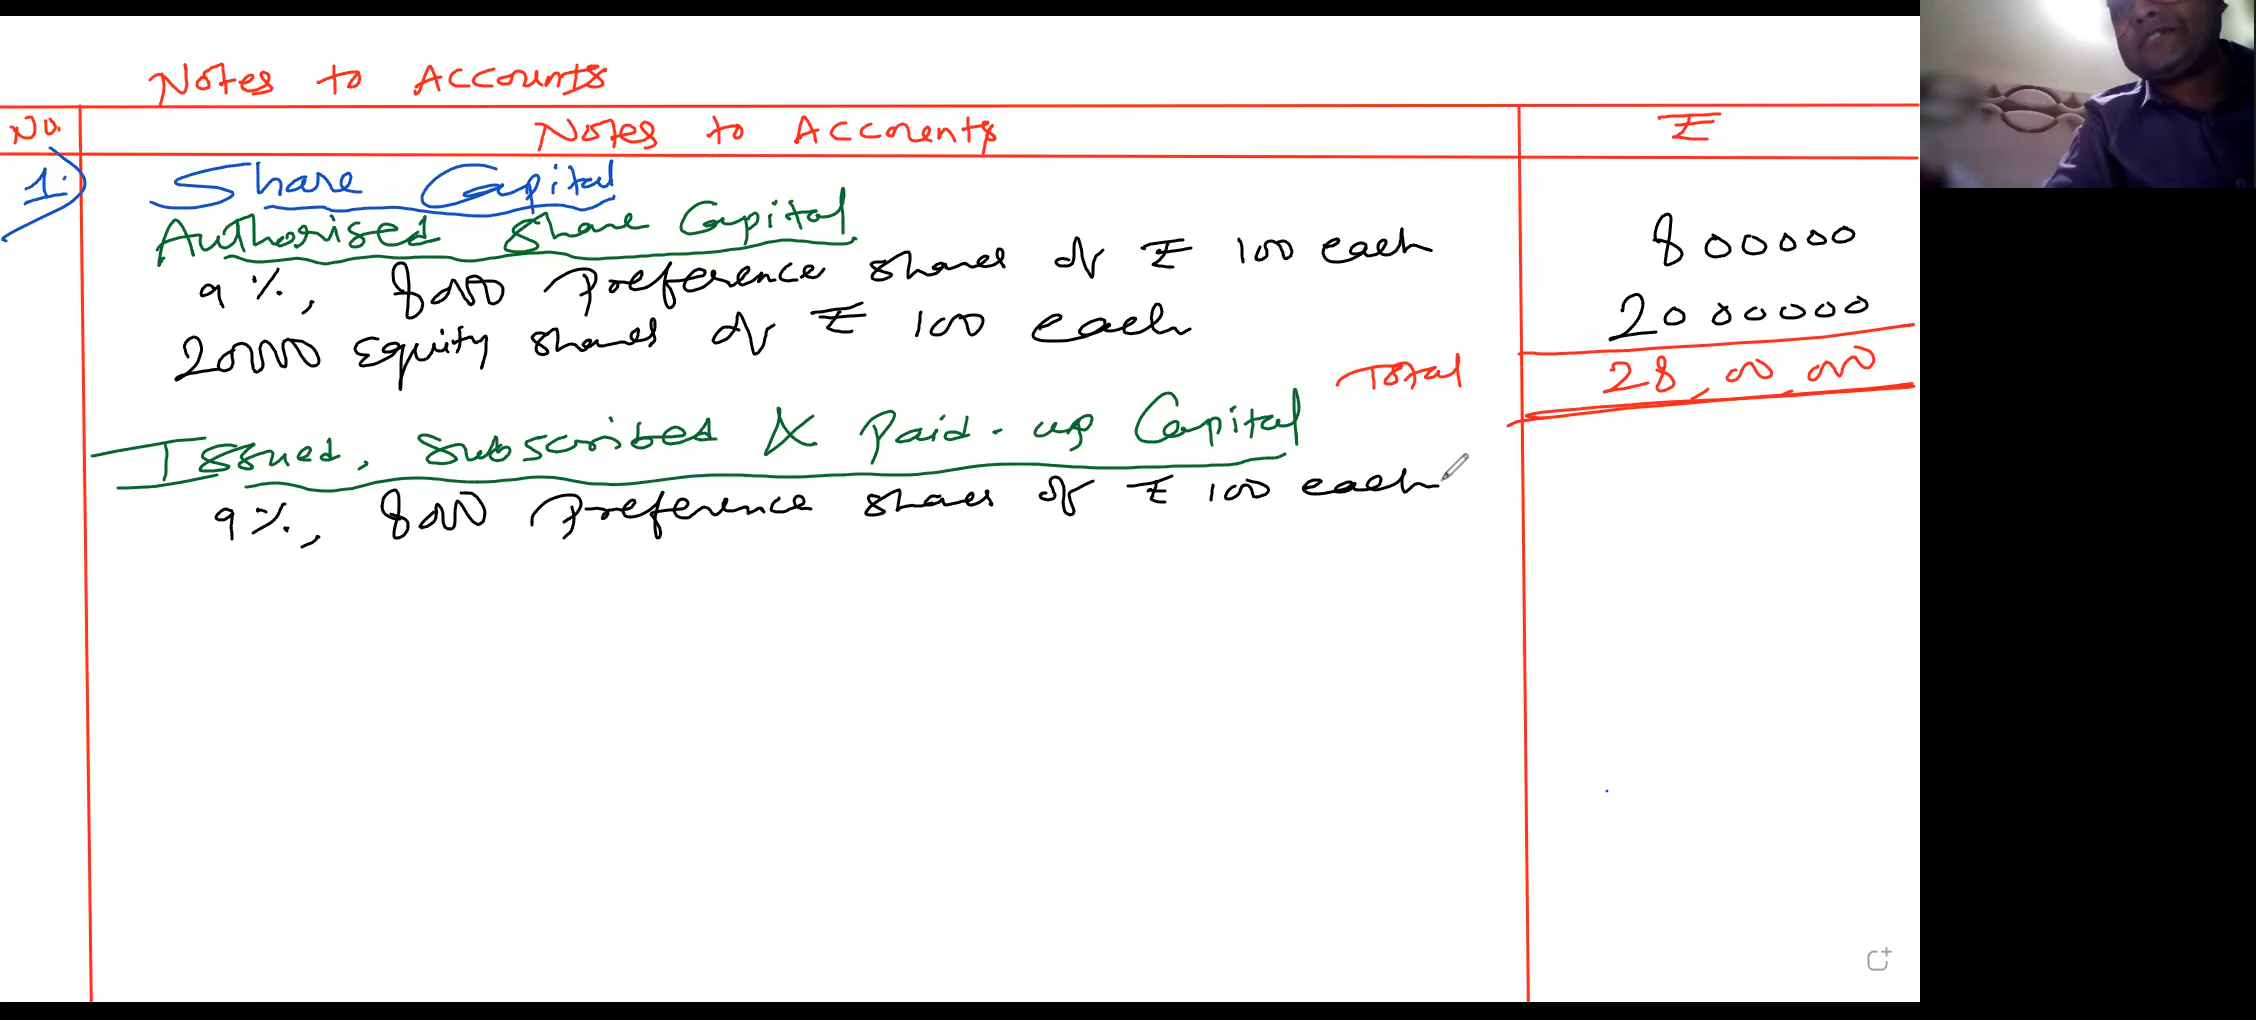 Notes to Accounts
No. Notes to Accounts ₹
1. Share Capital
Authorised Share Capital
9%, 8000 Preference shares of ₹ 100 each 800000
20000 Equity shares of ₹ 100 each 2000000
Total 28,00,000
Issued, Subscribed & Paid-up Capital
9%, 8000 Preference shares of ₹ 100 each